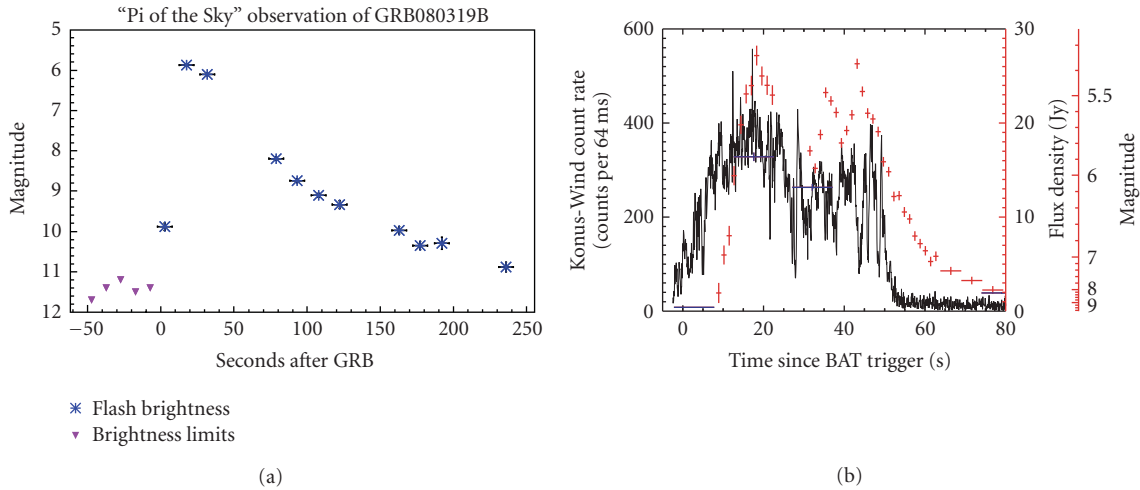 “Pi of the Sky” observation of GRB080319B
5
6
7
8
9
10
11
12
Magnitude
−50
0
50
100
150
200
250
Seconds after GRB
Flash brightness
Brightness limits
(a)
600
400
200
0
Konus-Wind count rate
(counts per 64 ms)
0
20
40
60
80
Time since BAT trigger (s)
30
20
10
0
Flux density (Jy)
5.5
6
7
8
9
Magnitude
(b)